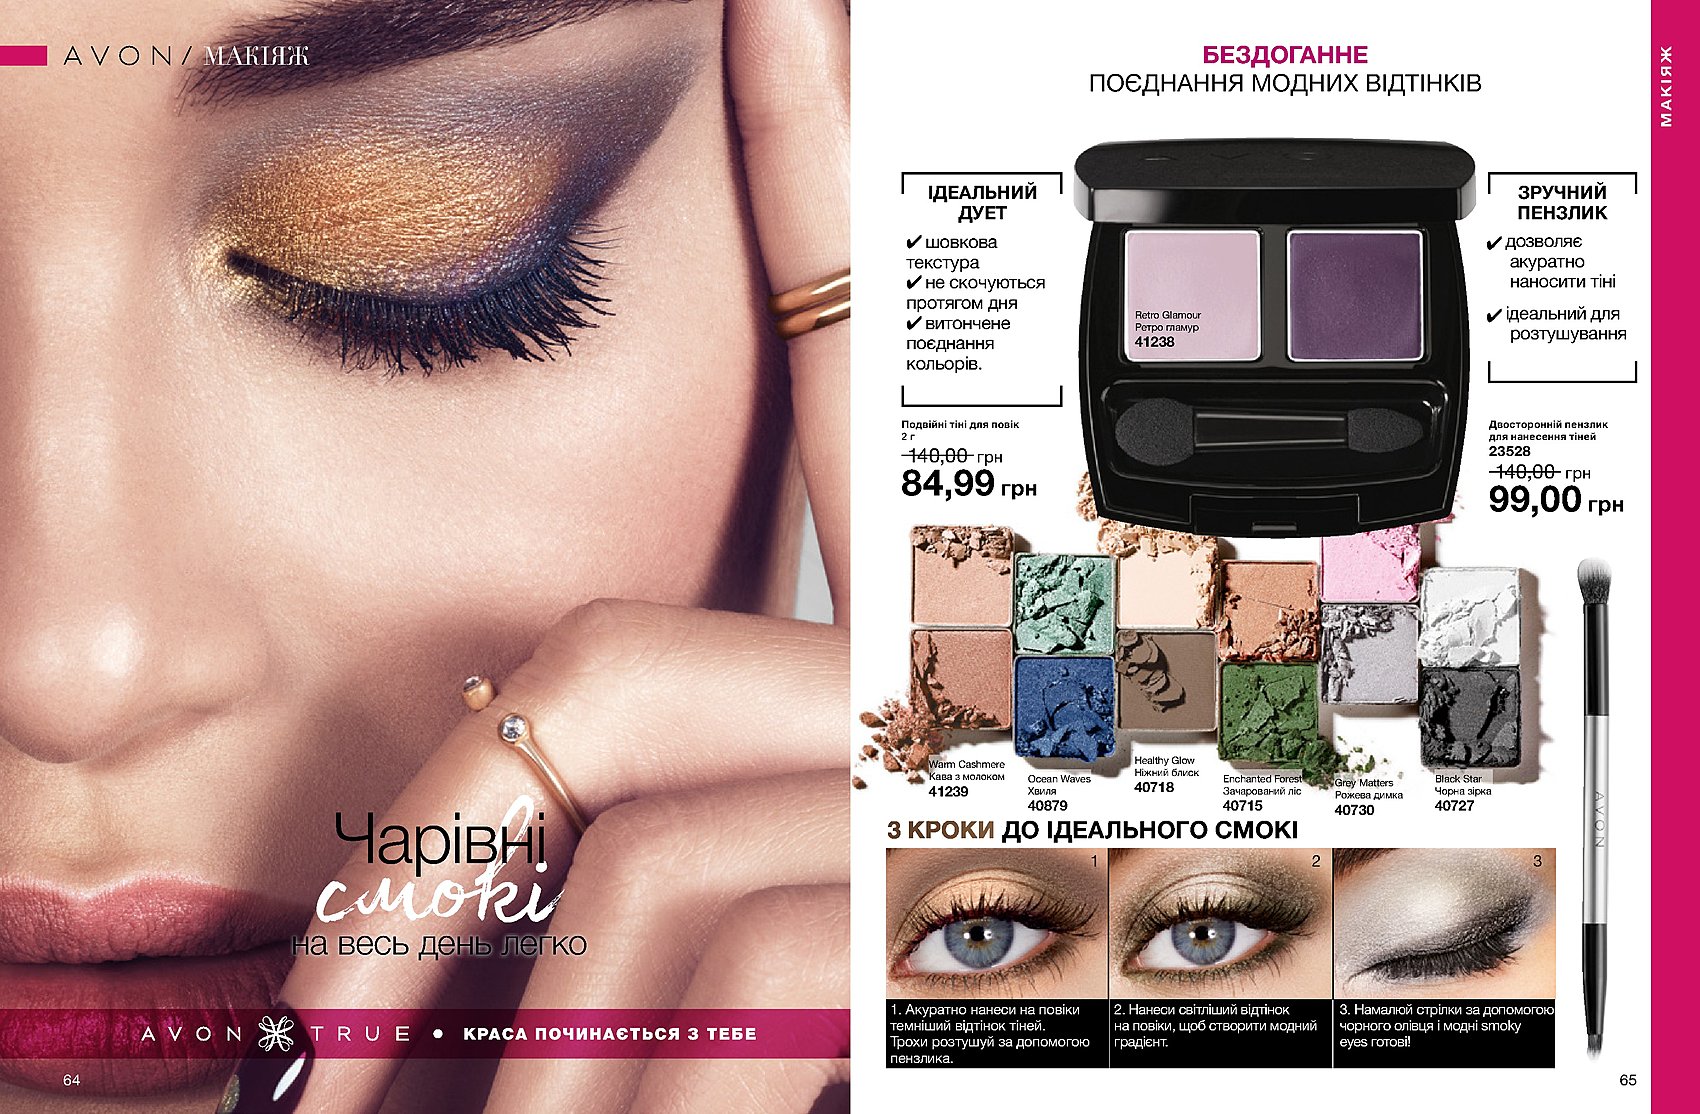 AVON/ МАКІЯЖ
Чарівні
смокі
на весь день легко
AVON TRUE • КРАСА ПОЧИНАЄТЬСЯ З ТЕБЕ
64
БЕЗДОГАННЕ
ПОЄДНАННЯ МОДНИХ ВІДТІНКІВ
МАКІЯЖ
ІДЕАЛЬНИЙ
ДУЕТ
✔ шовкова
текстура
✔ не скочуються
протягом дня
✔ витончене
поєднання
кольорів.
Подвійні тіні для повік
2 г
140,00 грн
84,99 грн
Retro Glamour
Ретро гламур
41238
ЗРУЧНИЙ
ПЕНЗЛИК
✔ дозволяє
акуратно
наносити тіні
✔ ідеальний для
розтушування
Двосторонній пензлик
для нанесення тіней
23528
140,00 грн
99,00 грн
Warm Cashmere
Кава з молоком
41239
Ocean Waves
Хвиля
40879
Healthy Glow
Ніжний блиск
40718
Enchanted Forest
Зачарований ліс
40715
Grey Matters
Рожева димка
40730
Black Star
Чорна зірка
40727
AVON
3 КРОКИ ДО ІДЕАЛЬНОГО СМОКІ
1
2
3
1. Акуратно нанеси на повіки
темніший відтінок тіней.
Трохи розтушуй за допомогою
пензлика.
2. Нанеси світліший відтінок
на повіки, щоб створити модний
градієнт.
3. Намалюй стрілки за допомогою
чорного олівця і модні smoky
eyes готові!
65